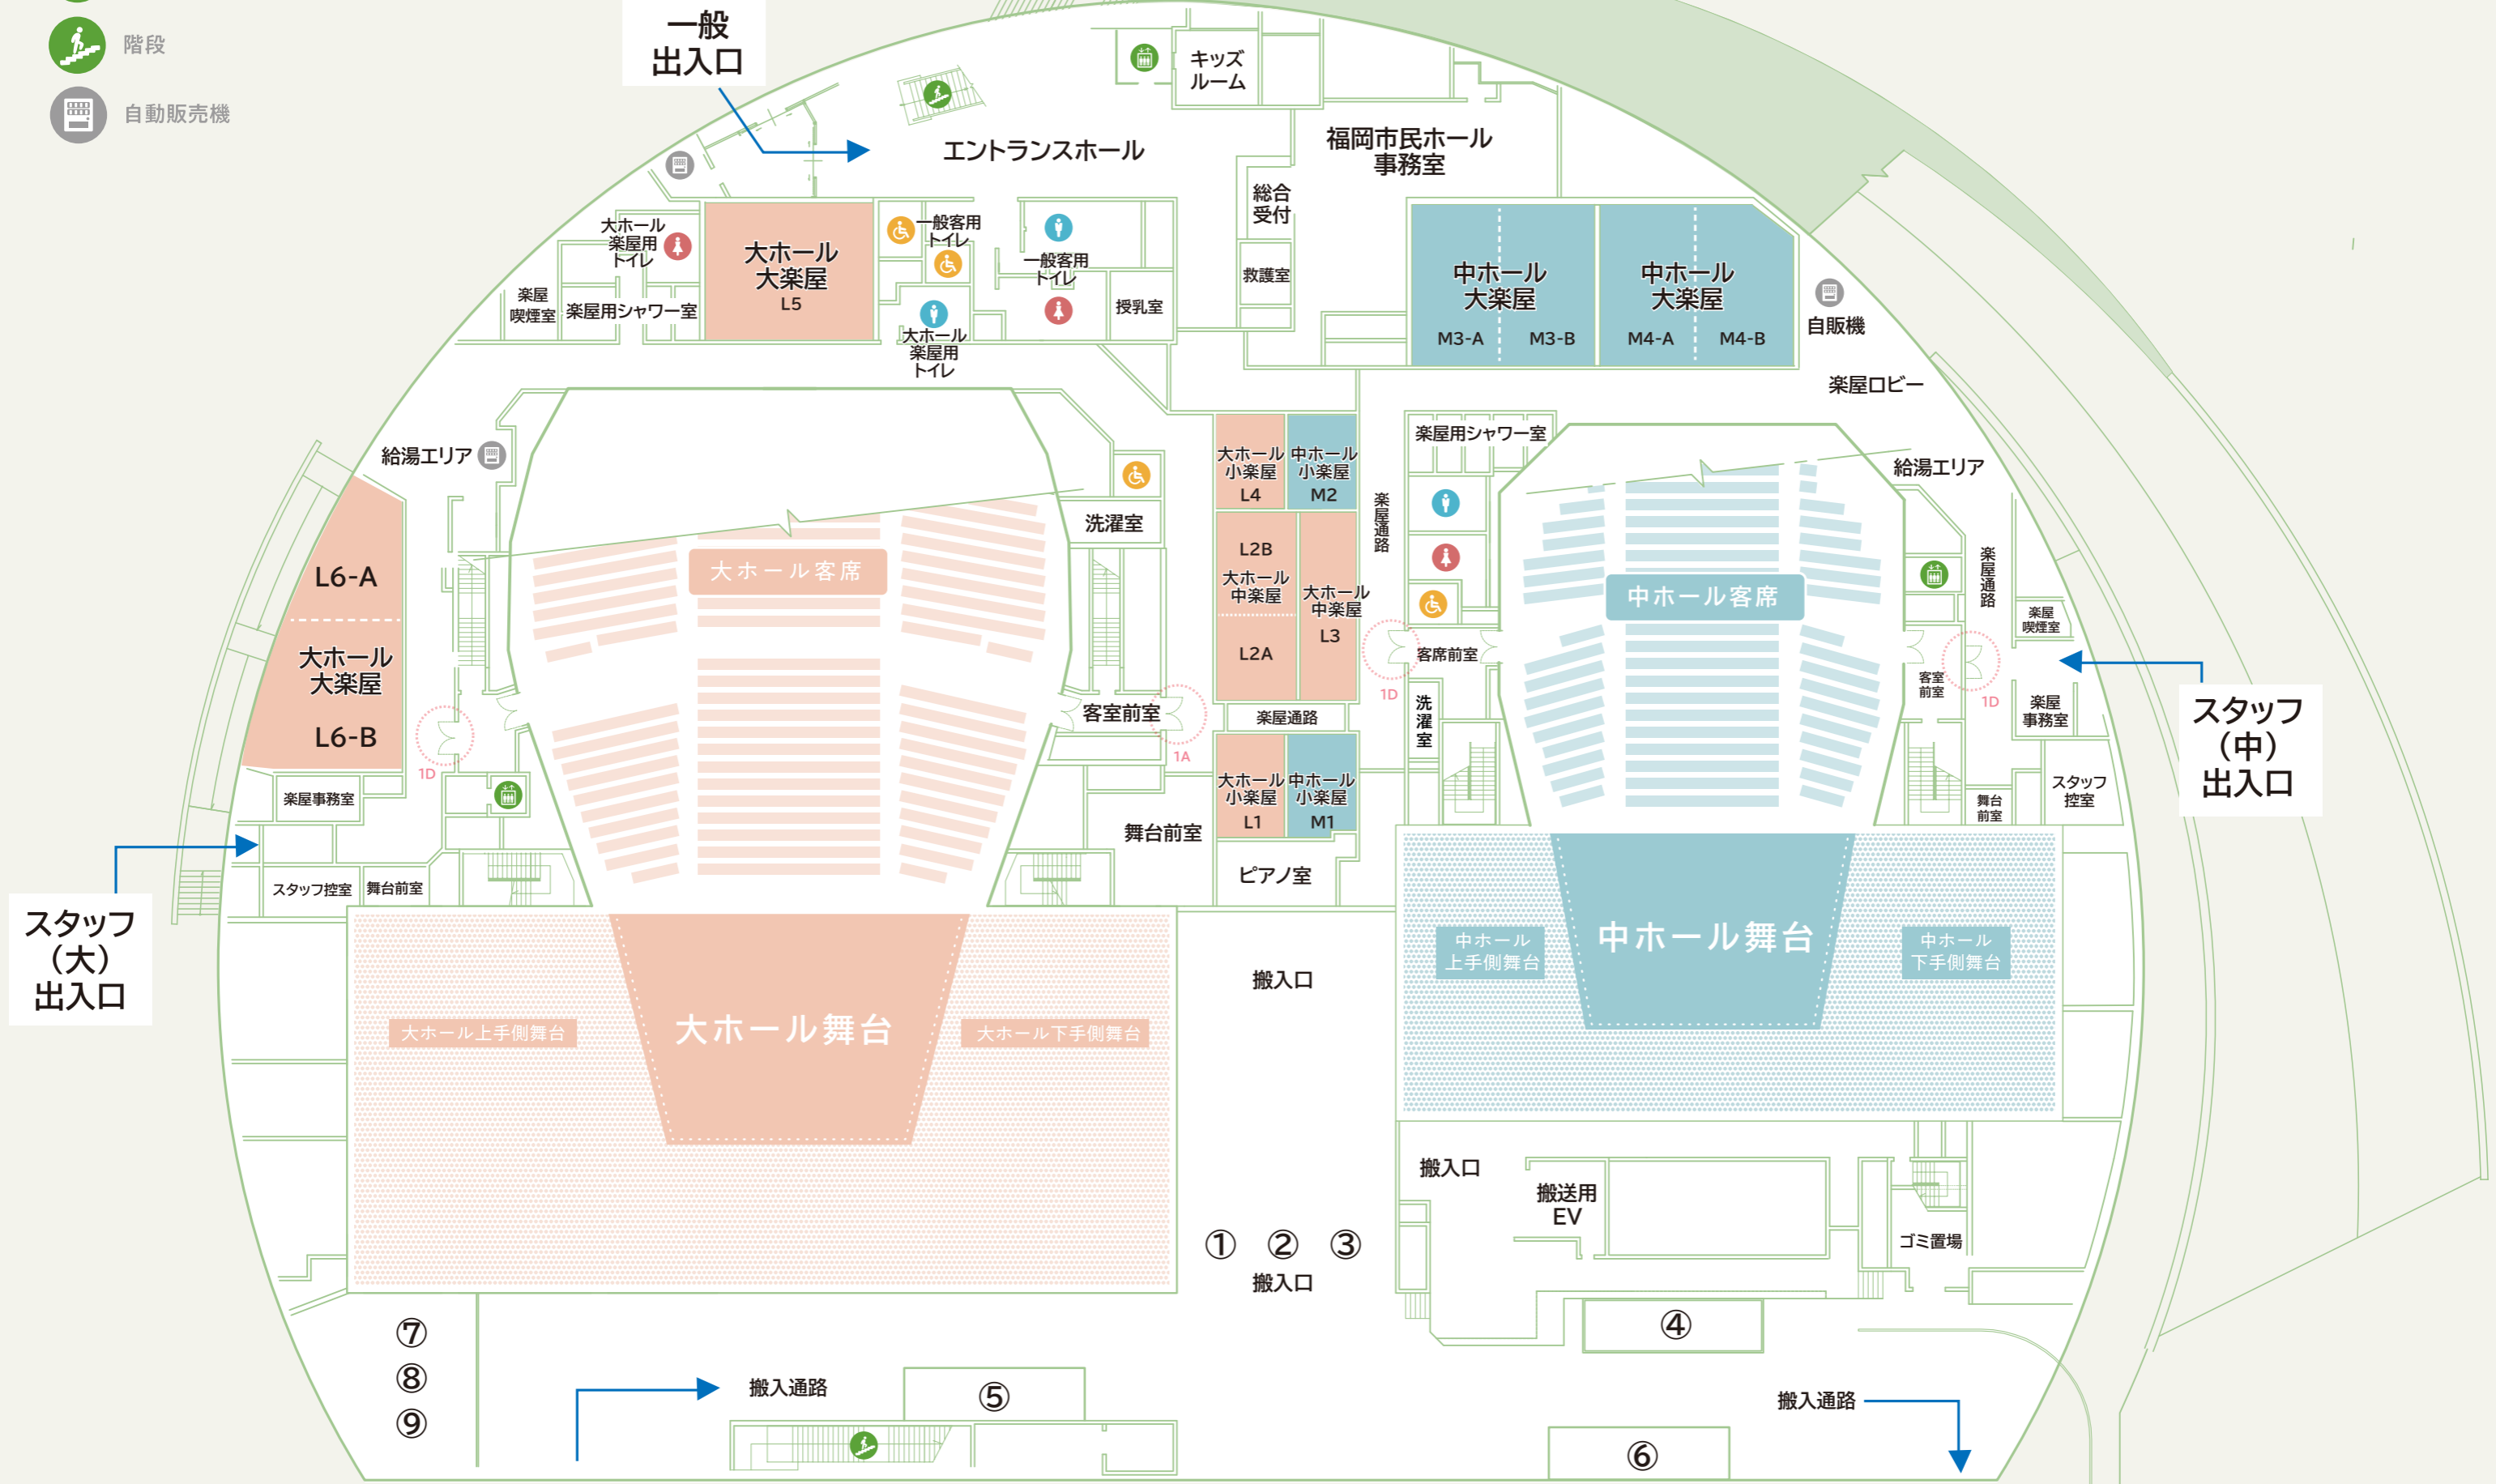 階段
自動販売機
一般
出入口
キッズ
ルーム
エントランスホール
福岡市民ホール
事務室
総合
受付
救護室
大ホール
楽屋用
トイレ
楽屋
喫煙室
楽屋用シャワー室
大ホール
大楽屋
L5
一般客用
トイレ
一般客用
トイレ
大ホール
楽屋用
トイレ
授乳室
中ホール
大楽屋
M3-A
M3-B
中ホール
大楽屋
M4-A
M4-B
自販機
楽屋ロビー
給湯エリア
洗濯室
大ホール
小楽屋
L4
中ホール
小楽屋
M2
楽屋通路
楽屋用シャワー室
給湯エリア
L6-A
大ホール
大楽屋
L6-B
大ホール客席
L2B
大ホール
中楽屋
L2A
大ホール
中楽屋
L3
1D
客席前室
中ホール客席
楽屋通路
楽屋
喫煙室
客室
前室
1D
楽屋
事務室
スタッフ
（中）
出入口
1D
客室前室
1A
楽屋通路
洗濯室
楽屋事務室
大ホール
小楽屋
L1
中ホール
小楽屋
M1
舞台
前室
スタッフ
控室
舞台前室
ピアノ室
スタッフ控室
舞台前室
スタッフ
（大）
出入口
大ホール上手側舞台
大ホール舞台
大ホール下手側舞台
搬入口
中ホール
上手側舞台
中ホール舞台
中ホール
下手側舞台
搬入口
搬送用
EV
ゴミ置場
① ② ③
搬入口
④
⑦
⑧
⑨
搬入通路
⑤
搬入通路
⑥